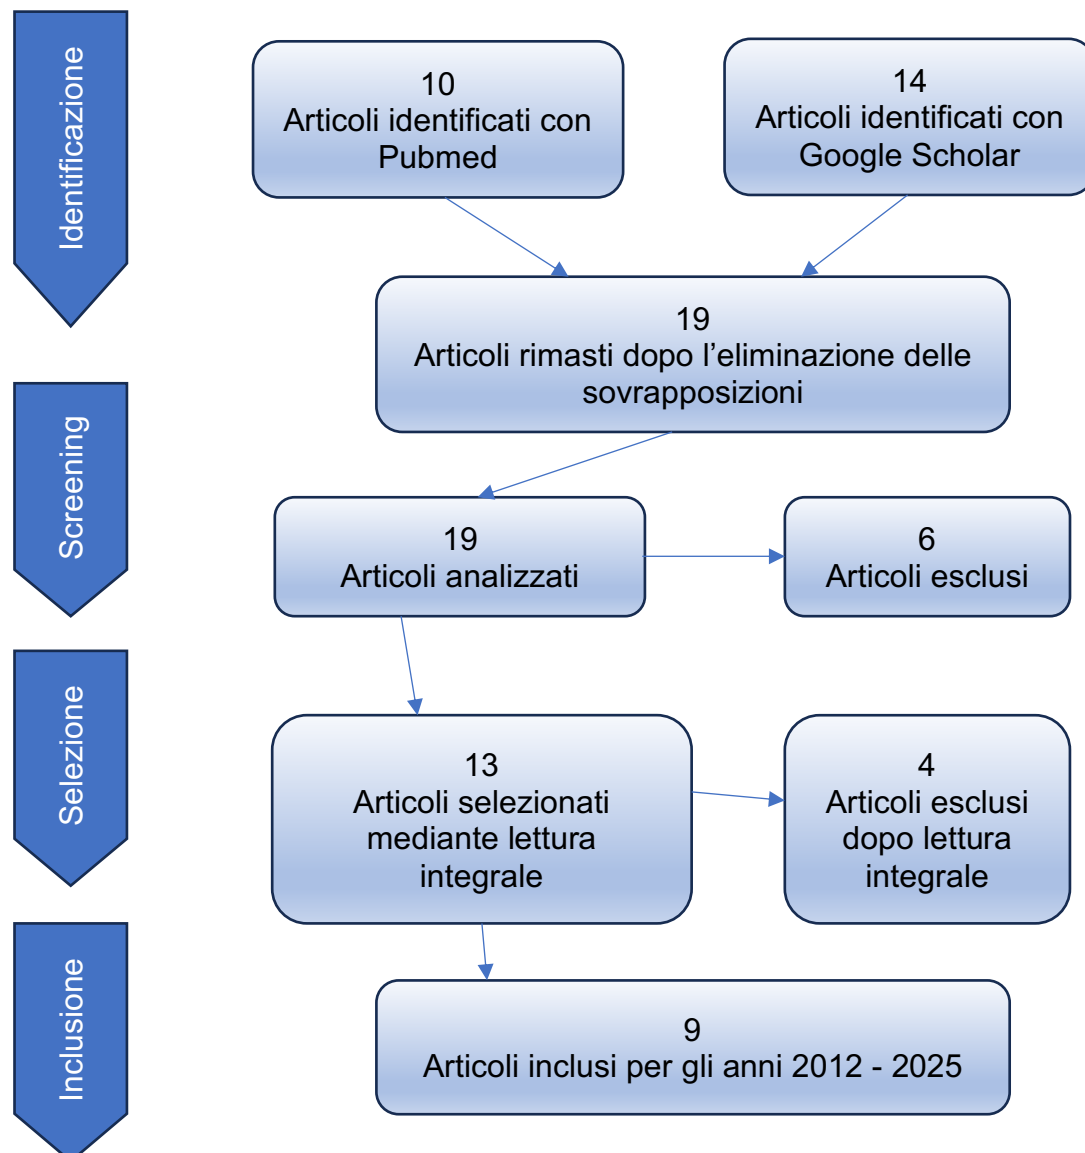 Identificazione
10
Articoli identificati con
Pubmed
14
Articoli identificati con
Google Scholar
19
Articoli rimasti dopo l’eliminazione delle
sovrapposizioni
Screening
19
Articoli analizzati
6
Articoli esclusi
Selezione
13
Articoli selezionati
mediante lettura
integrale
4
Articoli esclusi
dopo lettura
integrale
Inclusione
9
Articoli inclusi per gli anni 2012 - 2025